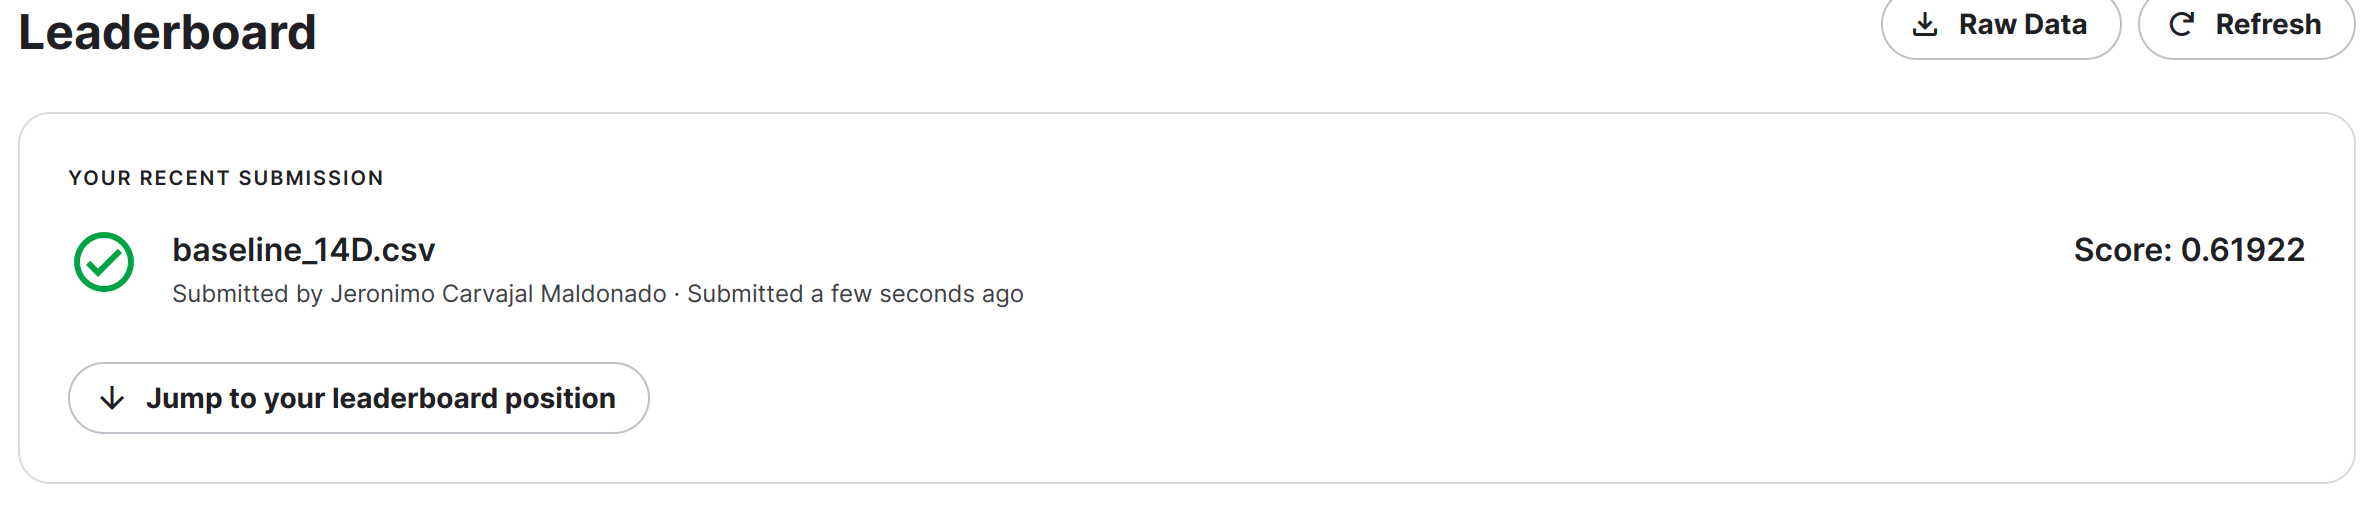 Leaderboard
Raw Data
Refresh
YOUR RECENT SUBMISSION
baseline_14D.csv
Score: 0.61922
Submitted by Jeronimo Carvajal Maldonado · Submitted a few seconds ago
Jump to your leaderboard position